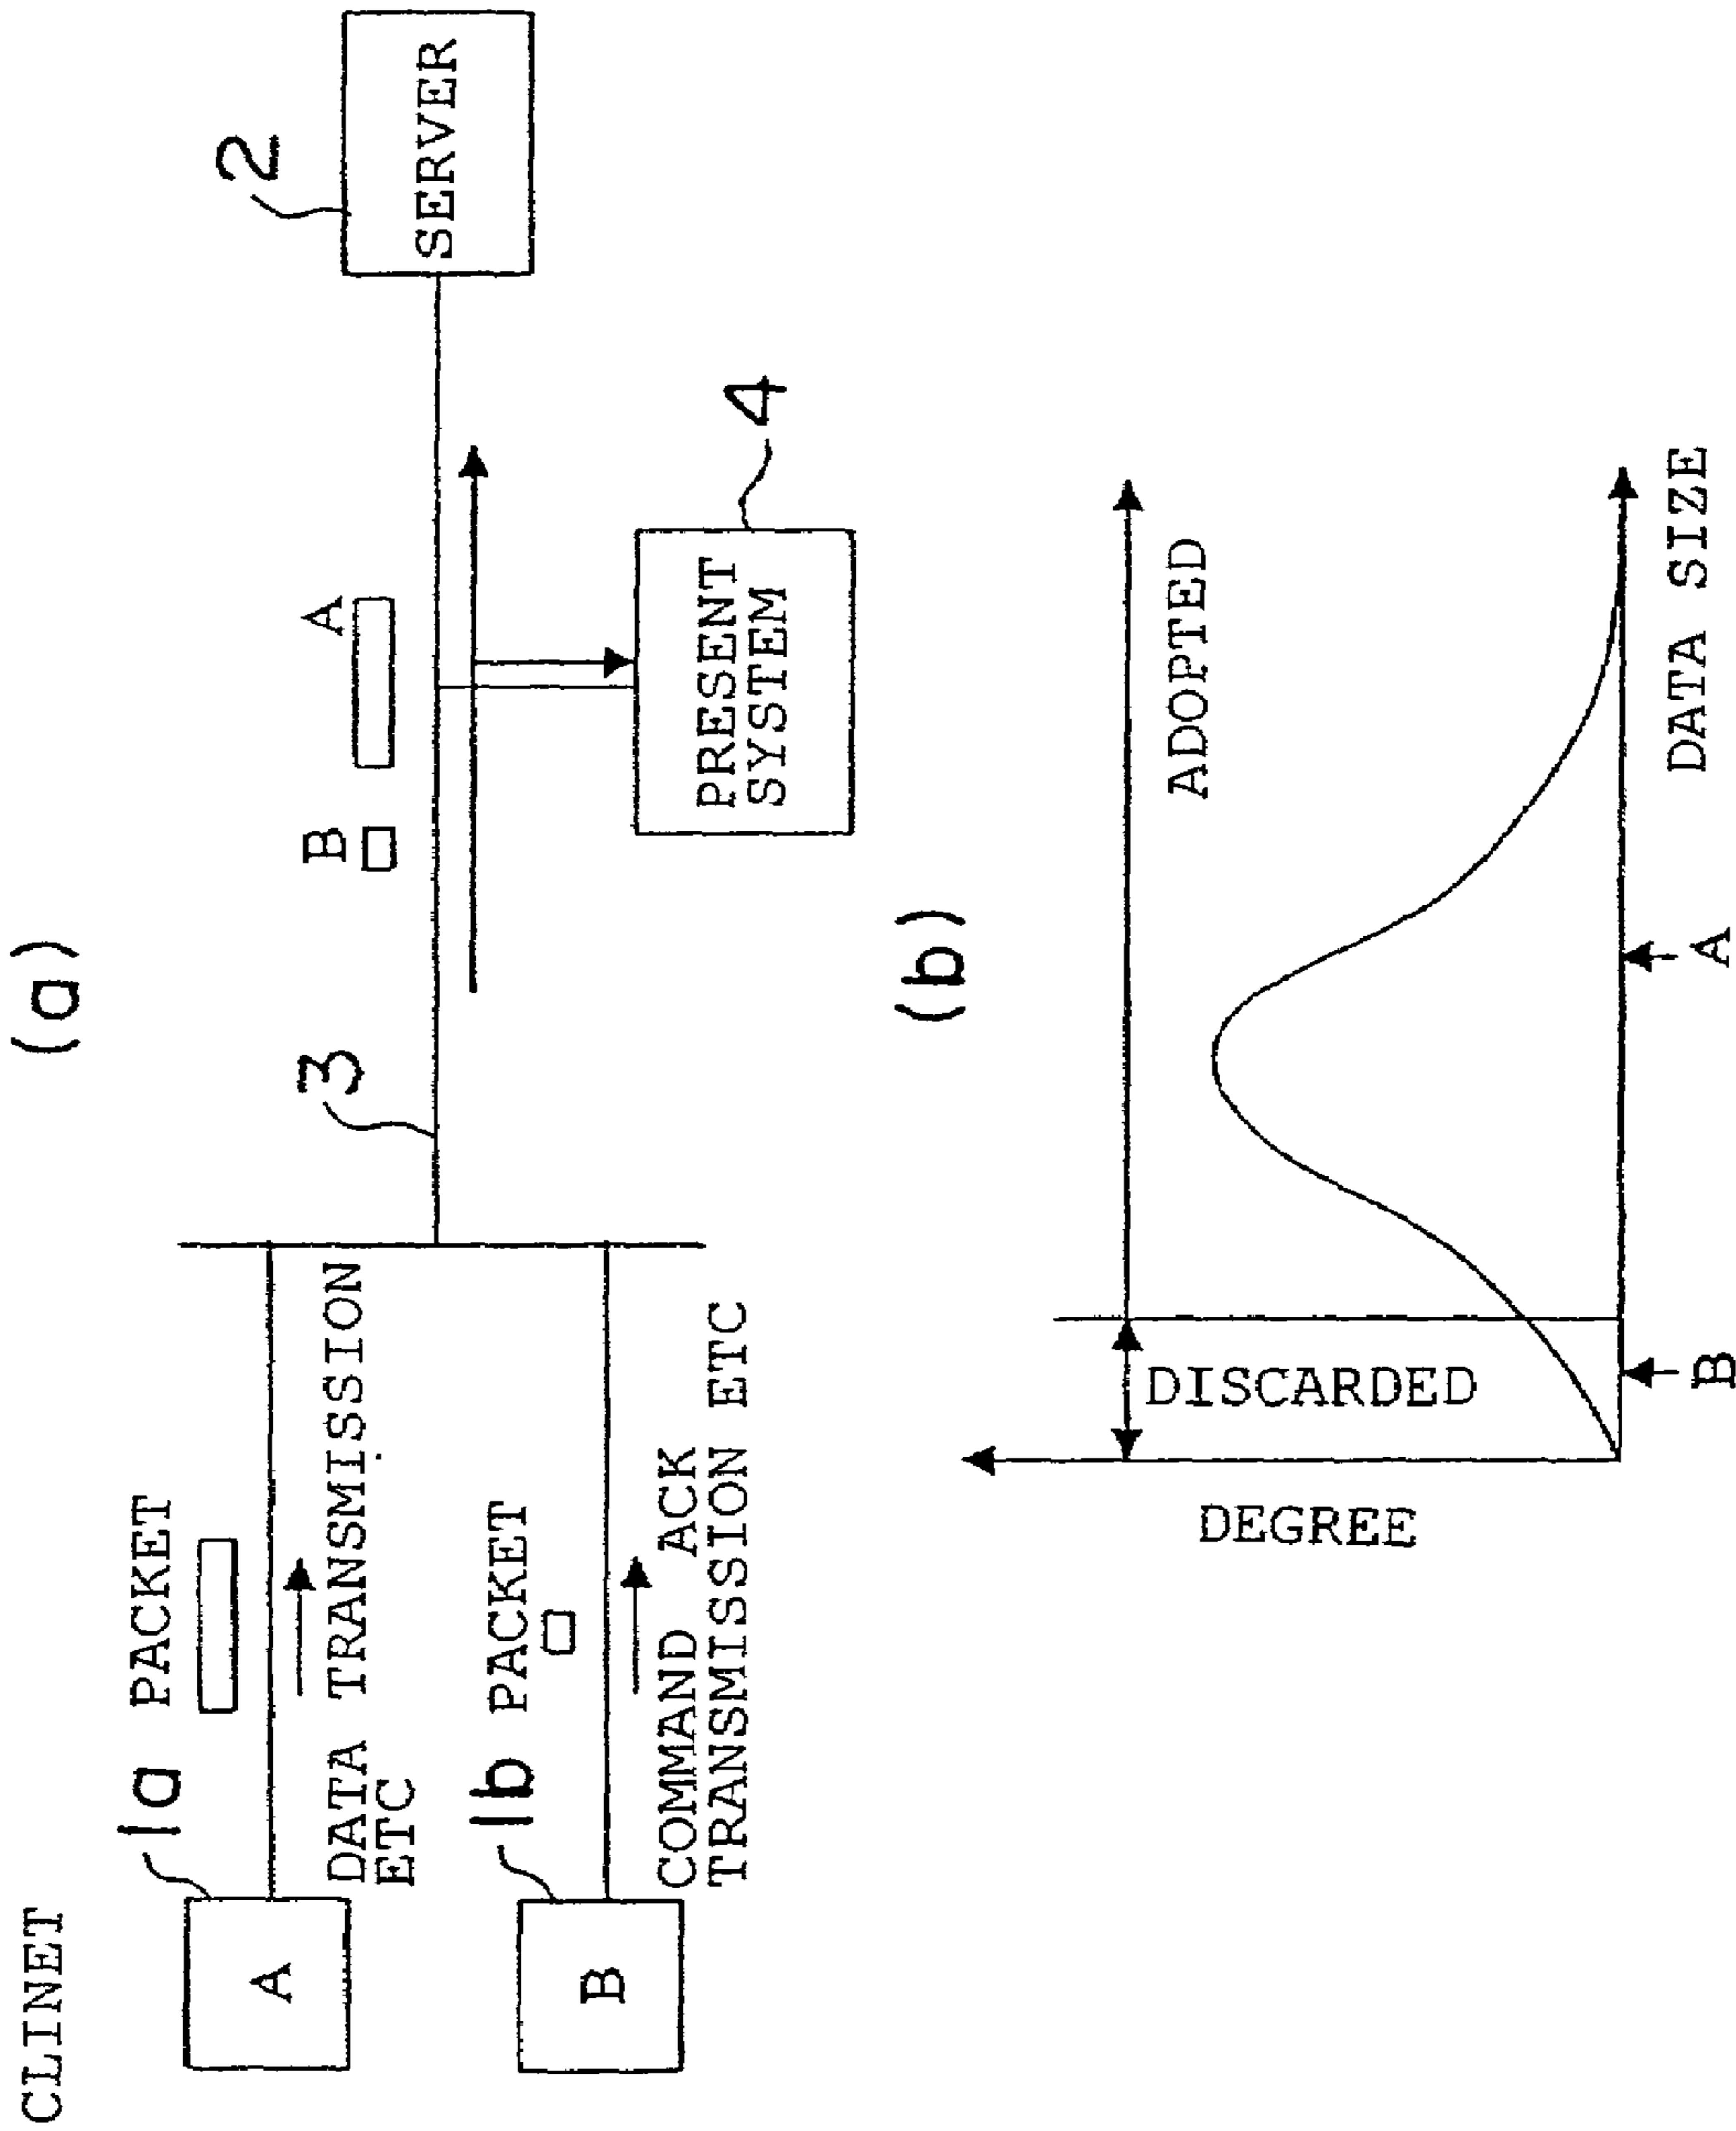 (a)
CLINET
1a PACKET
A
DATA TRANSMISSION
ETC
1b PACKET
B
COMMAND ACK
TRANSMISSION ETC
3
B
A
2
SERVER
PRESENT
SYSTEM
4
(b)
DEGREE
DISCARDED
ADOPTED
B
A
DATA SIZE